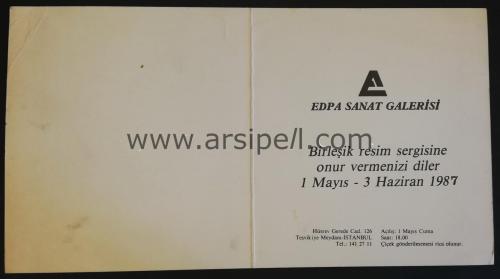 EDPA SANAT GALERİSİ
www.arsipell.com
Birleşik resim sergisine
onur vermenizi diler
1 Mayıs - 3 Haziran 1987
Hüsrev Gerede Cad. 126
Teşvikiye Meydanı-İSTANBUL
Tel.: 141 27 11
Açılış: 1 Mayıs Cuma
Saat: 18.00
Çiçek gönderilmemesi rica olunur.